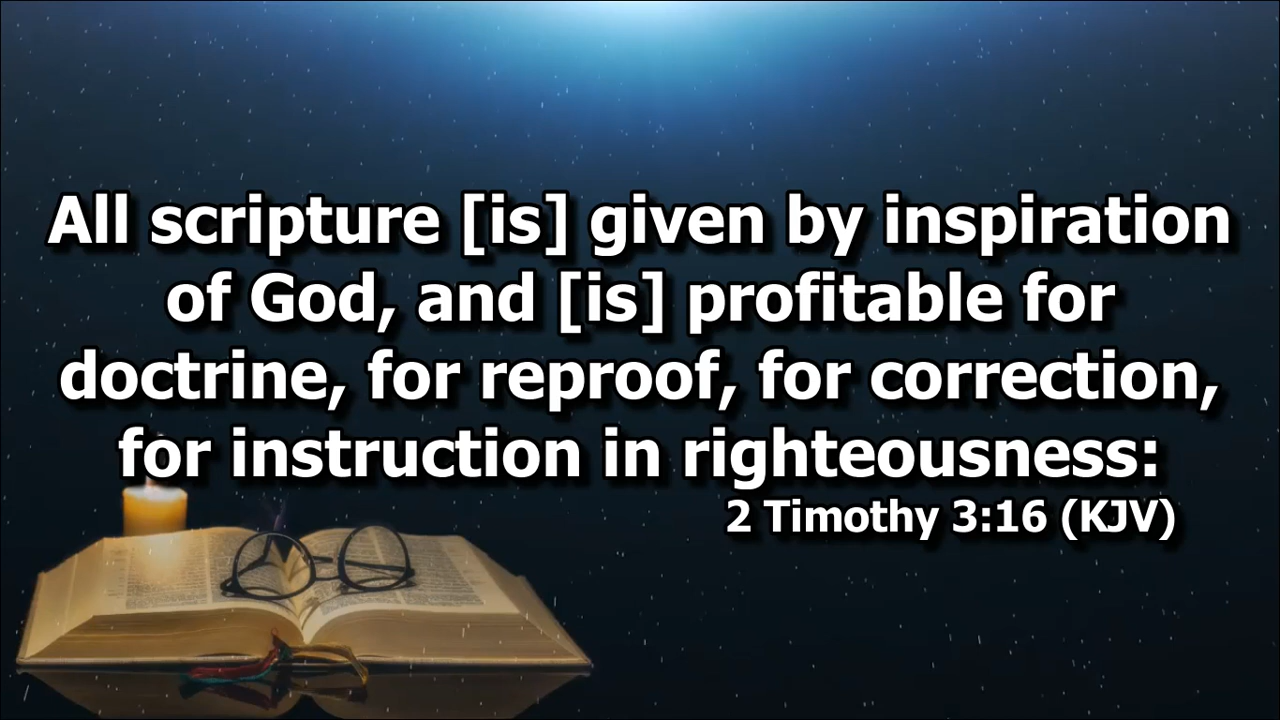 All scripture [is] given by inspiration
of God, and [is] profitable for
doctrine, for reproof, for correction,
for instruction in righteousness:
2 Timothy 3:16 (KJV)